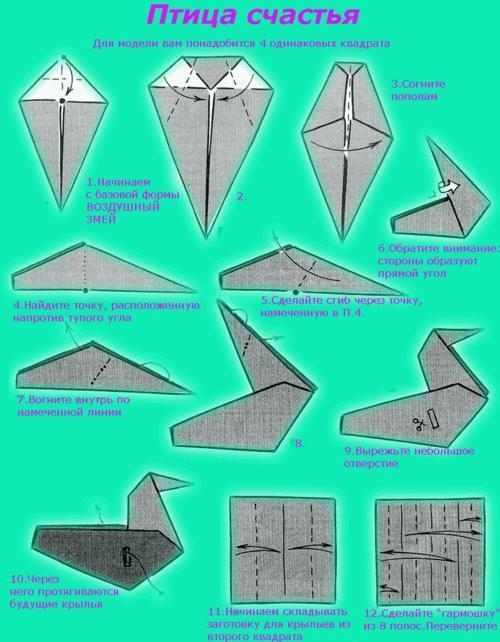 Птица счастья
Для модели вам понадобится 4 одинаковых квадрата
1.Начинаем
с базовой формы
ВОЗДУШНЫЙ
ЗМЕЙ
2.
3.Согните
пополам
4.Найдите точку, расположенную
напротив тупого угла
5.Сделайте сгиб через точку,
намеченную в П.4.
6.Обратите внимание:
стороны образуют
прямой угол
7.Вогните внутрь по
намеченной линии
8.
9.Вырежьте небольшое
отверстие
10.Через
него протягиваются
будущие крылья
11.Начинаем складывать
заготовку для крыльев из
второго квадрата
12.Сделайте "гармошку"
из 8 полос.Переверните